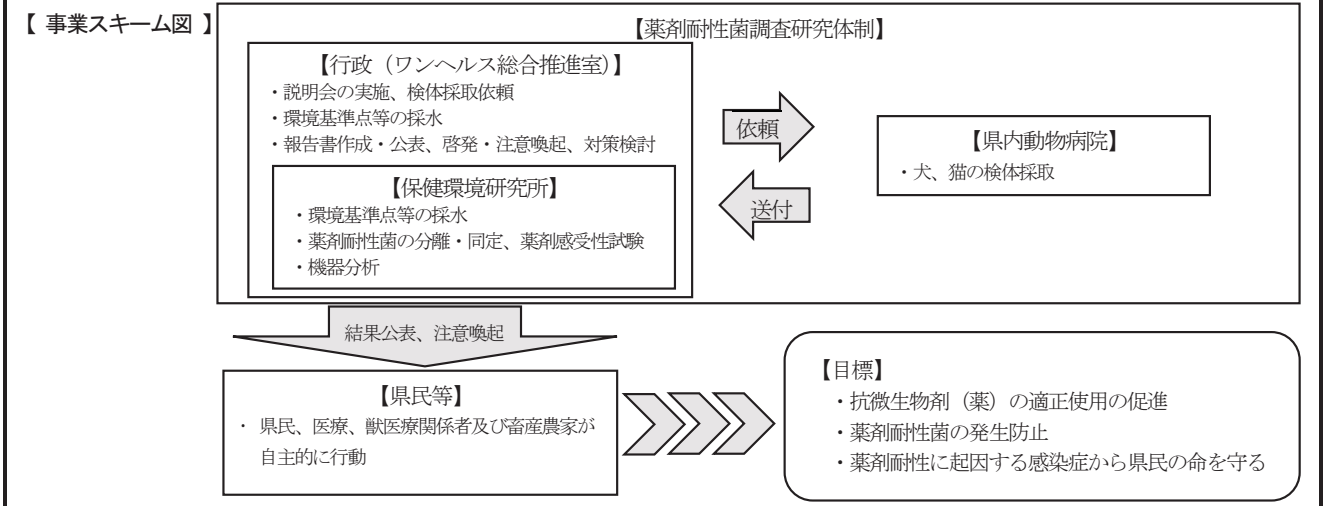 【 事業スキーム図 】
【薬剤耐性菌調査研究体制】
【行政（ワンヘルス総合推進室）】
・説明会の実施、検体採取依頼
・環境基準点等の採水
・報告書作成・公表、啓発・注意喚起、対策検討
【保健環境研究所】
・環境基準点等の採水
・薬剤耐性菌の分離・同定、薬剤感受性試験
・機器分析
依頼
送付
【県内動物病院】
・犬、猫の検体採取
結果公表、注意喚起
【県民等】
・ 県民、医療、獣医療関係者及び畜産農家が
自主的に行動
【目標】
・抗微生物剤（薬）の適正使用の促進
・薬剤耐性菌の発生防止
・薬剤耐性に起因する感染症から県民の命を守る